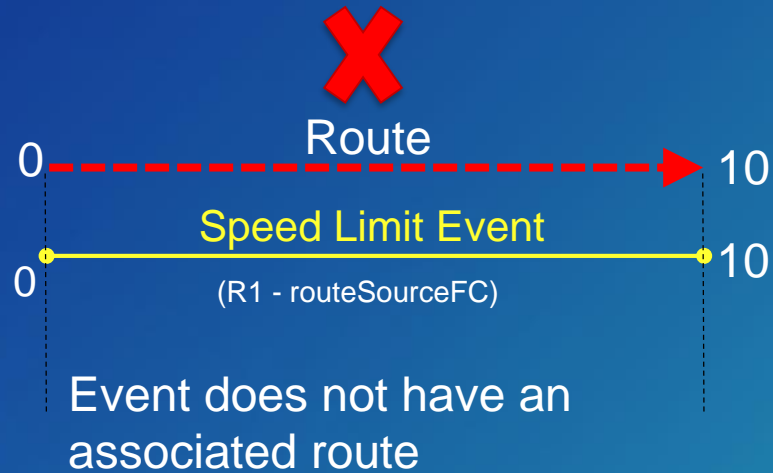 Route
0
10
Speed Limit Event
0
10
(R1 - routeSourceFC)
Event does not have an
associated route